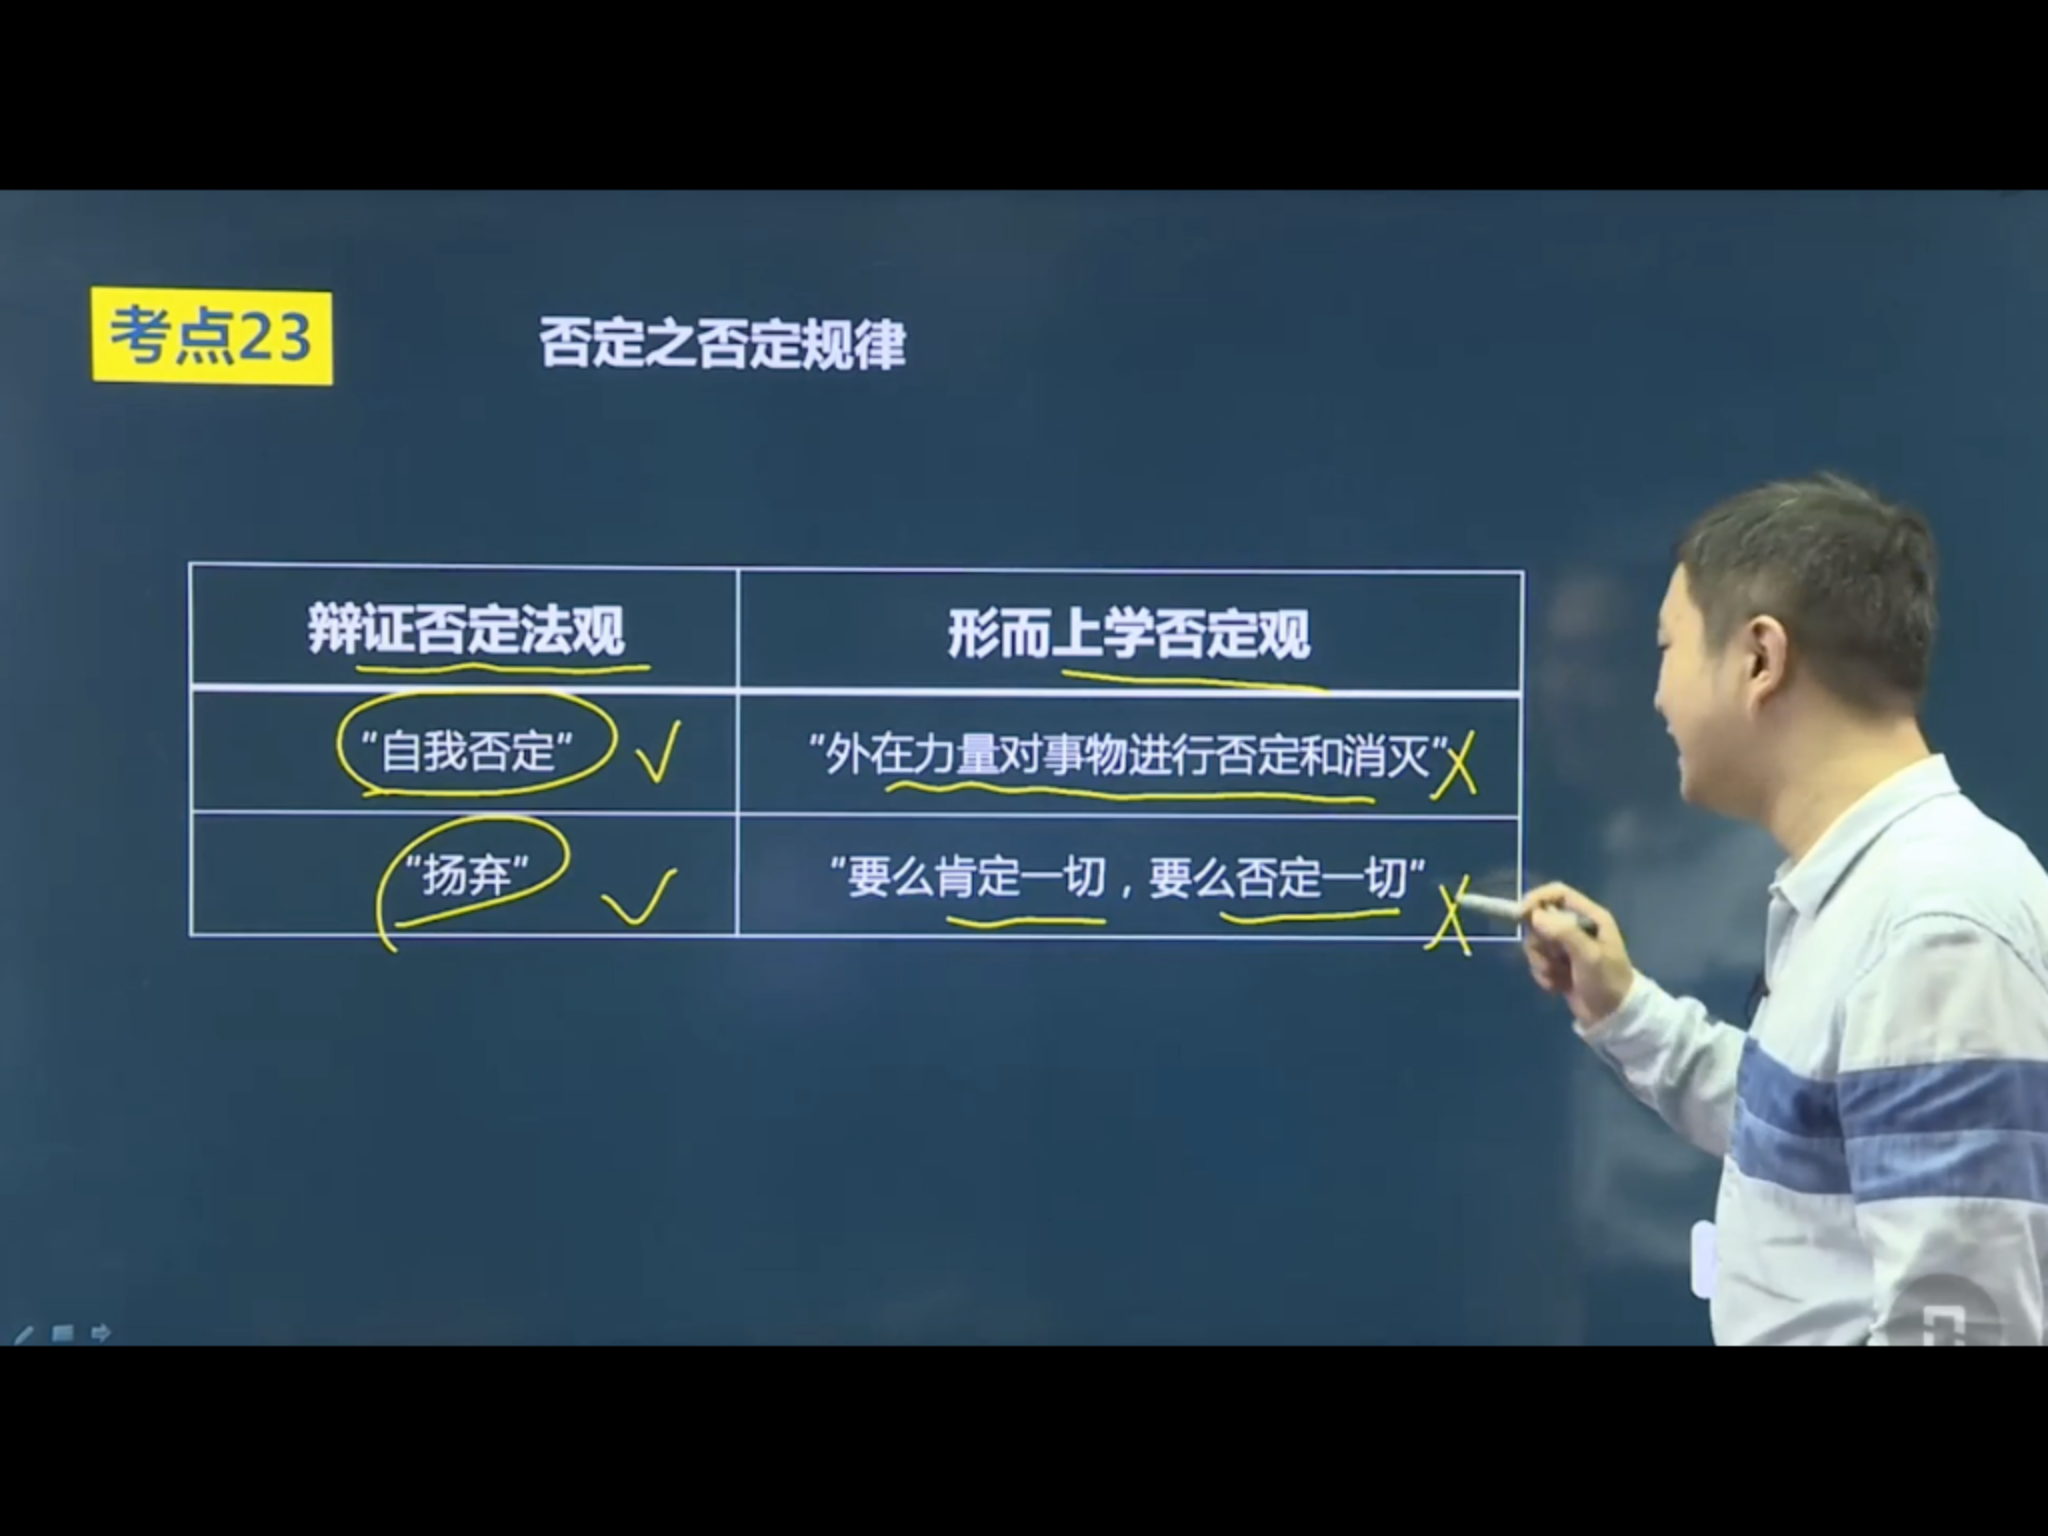 考点23
否定之否定规律
辩证否定法观
形而上学否定观
“自我否定”
“外在力量对事物进行否定和消灭”
“扬弃”
“要么肯定一切，要么否定一切”